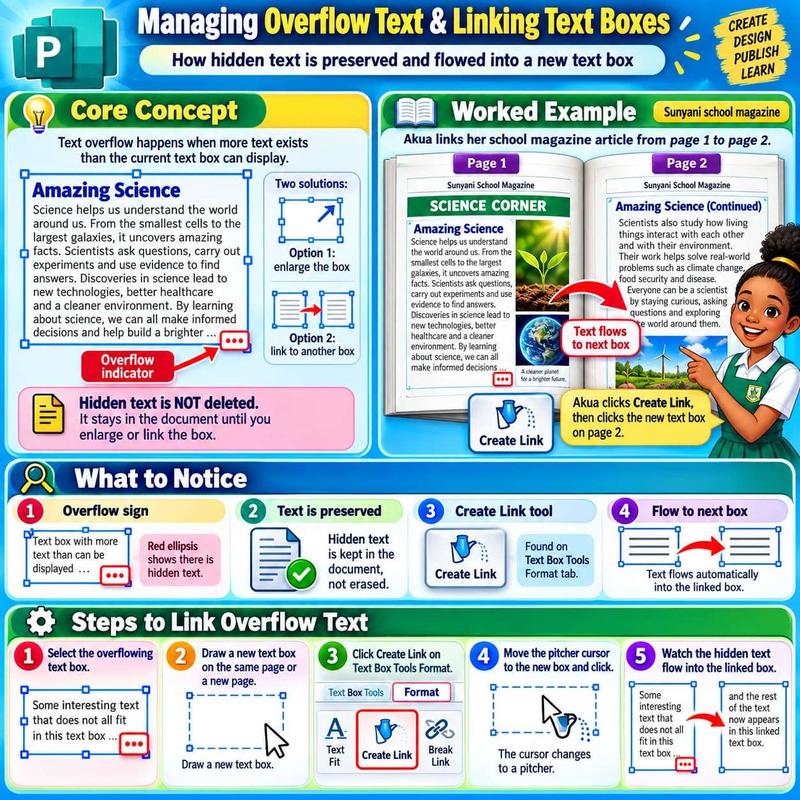 P
Managing Overflow Text & Linking Text Boxes
How hidden text is preserved and flowed into a new text box
CREATE
DESIGN
PUBLISH
LEARN
Core Concept
Text overflow happens when more text exists
than the current text box can display.
Amazing Science
Science helps us understand the world
around us. From the smallest cells to the
largest galaxies, it uncovers amazing
facts. Scientists ask questions, carry out
experiments and use evidence to find
answers. Discoveries in science lead to
new technologies, better healthcare
and a cleaner environment. By learning
about science, we can all make informed
decisions and help build a brighter ...
Overflow
indicator
Two solutions:
Option 1:
enlarge the box
Option 2:
link to another box
Hidden text is NOT deleted.
It stays in the document until you
enlarge or link the box.
Worked Example
Sunyani school magazine
Akua links her school magazine article from page 1 to page 2.
Page 1
Sunyani School Magazine
SCIENCE CORNER
Amazing Science
Science helps us understand
the world around us. From the
smallest cells to the largest
galaxies, it uncovers amazing
facts. Scientists ask questions,
carry out experiments and use
evidence to find answers.
Discoveries in science lead to
new technologies, better
healthcare and a cleaner
environment. By learning
about science, we can all
make informed decisions ...
A cleaner planet
for a brighter future.
Page 2
Sunyani School Magazine
Amazing Science (Continued)
Scientists also study how living
things interact with each other
and with their environment.
Their work helps solve real-world
problems such as climate change,
food security and disease.
Everyone can be a scientist
by staying curious, asking
questions and exploring
the world around them.
Text flows
to next box
Create Link
Akua clicks Create Link,
then clicks the new text box
on page 2.
What to Notice
1 Overflow sign
Text box with more
text than can be
displayed ...
Red ellipsis
shows there is
hidden text.
2 Text is preserved
Hidden text
is kept in the
document,
not erased.
3 Create Link tool
Create Link
Found on
Text Box Tools
Format tab.
4 Flow to next box
Text flows automatically
into the linked box.
Steps to Link Overflow Text
1 Select the overflowing
text box.
Some interesting text
that does not all fit
in this text box ...
2 Draw a new text box
on the same page or
a new page.
Draw a new text box.
3 Click Create Link on
Text Box Tools Format.
Text Box Tools Format
A
Text
Fit
Create Link
Break
Link
4 Move the pitcher cursor
to the new box and click.
The cursor changes
to a pitcher.
5 Watch the hidden text
flow into the linked box.
Some
interesting
text that
does not all
fit in this
text box ...
and the rest
of the text
now appears
in this linked
text box.